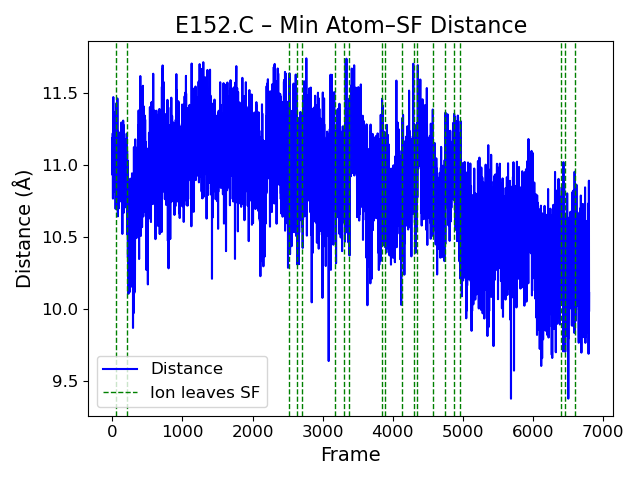 E152.C – Min Atom–SF Distance
Distance (Å)
11.5
11.0
10.5
10.0
9.5
Distance
Ion leaves SF
0
1000
2000
3000
4000
5000
6000
7000
Frame